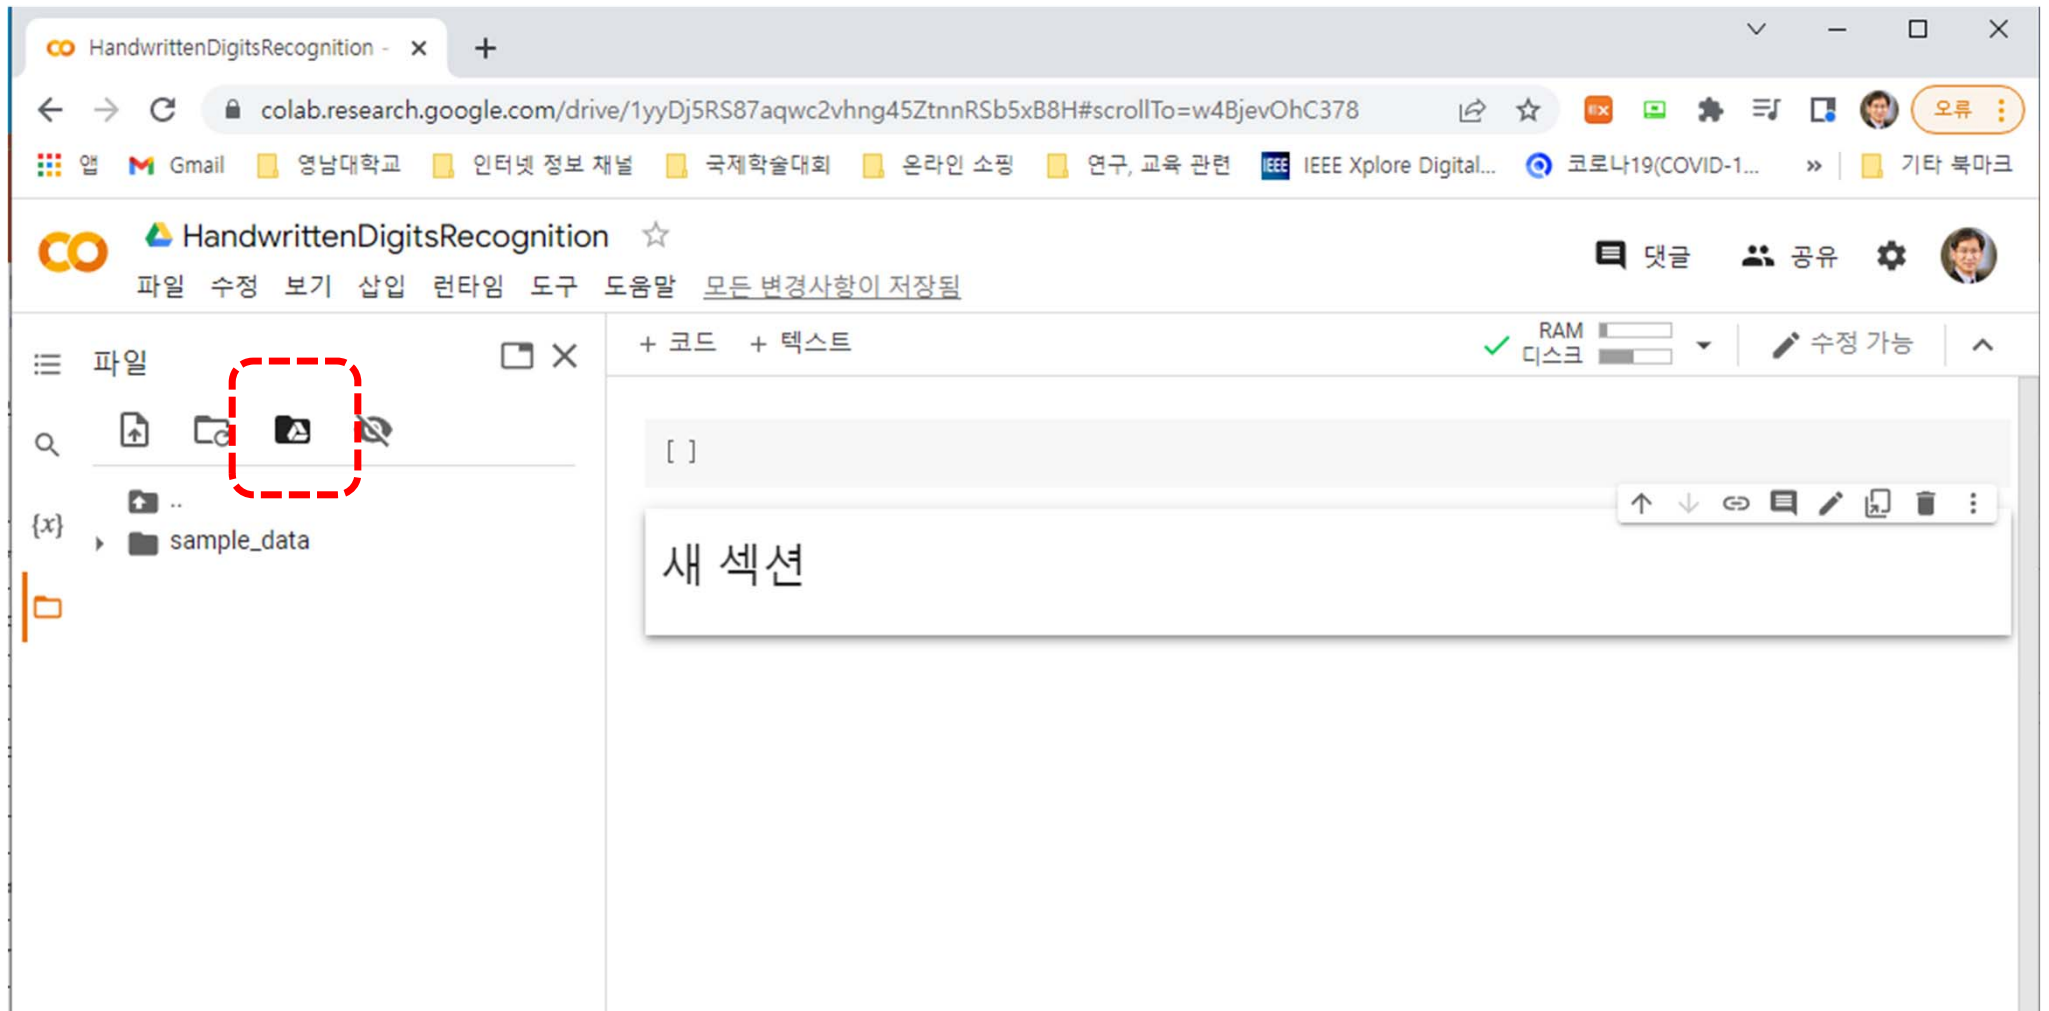 HandwrittenDigitsRecognition -
colab.research.google.com/drive/1yyDj5RS87aqwc2vhng45ZtnnRSb5xB8H#scrollTo=w4BjevOhC378
오류
앱 Gmail 영남대학교 인터넷 정보 채널 국제학술대회 온라인 소핑 연구, 교육 관련 IEEE IEEE Xplore Digital... 코로나19(COVID-1... » 기타 북마크
HandwrittenDigitsRecognition
댓글 공유
파일 수정 보기 삽입 런타임 도구 도움말 모든 변경사항이 저장됨
파일
+ 코드 + 텍스트
RAM
디스크
수정 가능
[ ]
..
{x}
sample_data
새 섹션